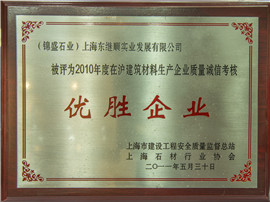 （锦盛石业）上海东继顺实业发展有限公司
被评为2010年度在沪建筑材料生产企业质量诚信考核
优胜企业
上海市建设工程安全质量监督总站
上海石材行业协会
二〇一一年五月三十日